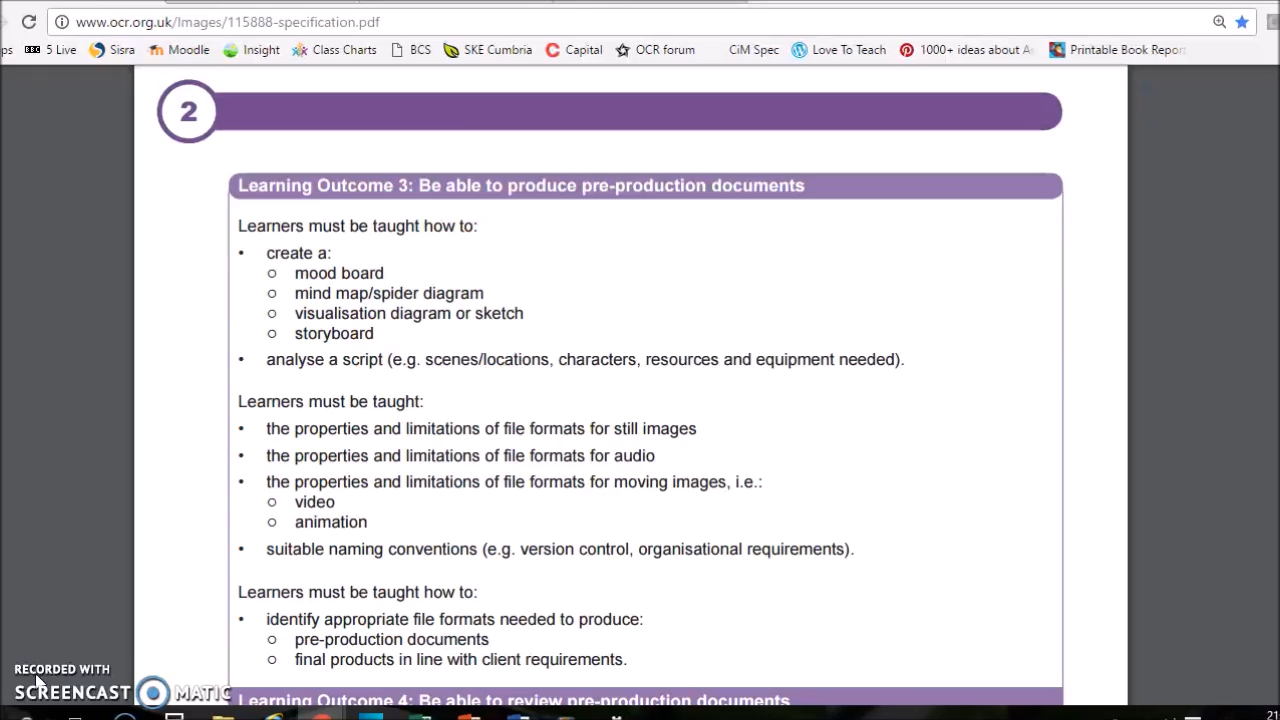 www.ocr.org.uk/Images/115888-specification.pdf
ps BBC 5 Live Sisra Moodle Insight Class Charts BCS SKE Cumbria Capital OCR forum CiM Spec Love To Teach 1000+ ideas about A Printable Book Report
2
Learning Outcome 3: Be able to produce pre-production documents
Learners must be taught how to:
• create a:
o mood board
o mind map/spider diagram
o visualisation diagram or sketch
o storyboard
• analyse a script (e.g. scenes/locations, characters, resources and equipment needed).
Learners must be taught:
• the properties and limitations of file formats for still images
• the properties and limitations of file formats for audio
• the properties and limitations of file formats for moving images, i.e.:
o video
o animation
• suitable naming conventions (e.g. version control, organisational requirements).
Learners must be taught how to:
• identify appropriate file formats needed to produce:
o pre-production documents
o final products in line with client requirements.
Learning Outcome 4: Be able to review pre-production documents
RECORDED WITH
SCREENCAST MATIC
21